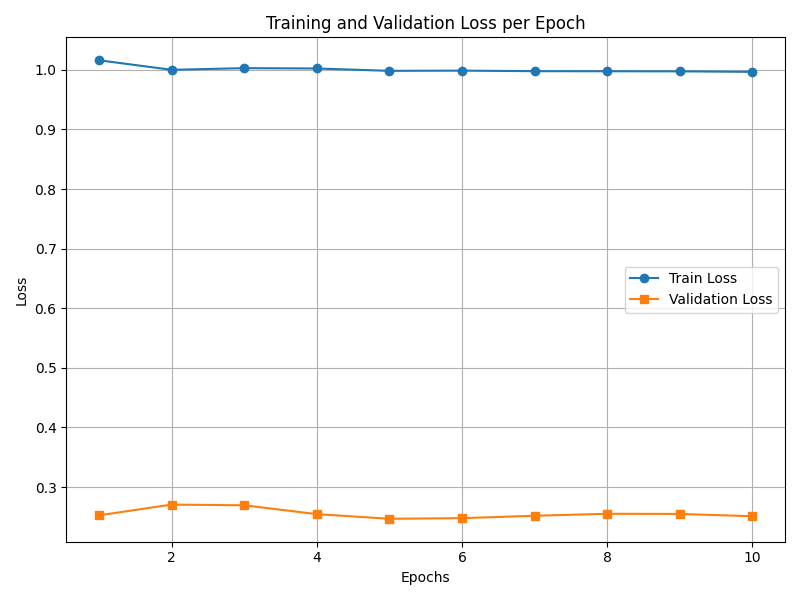 Training and Validation Loss per Epoch
1.0
0.9
0.8
0.7
0.6
0.5
0.4
0.3
Loss
Train Loss
Validation Loss
2 4 6 8 10
Epochs